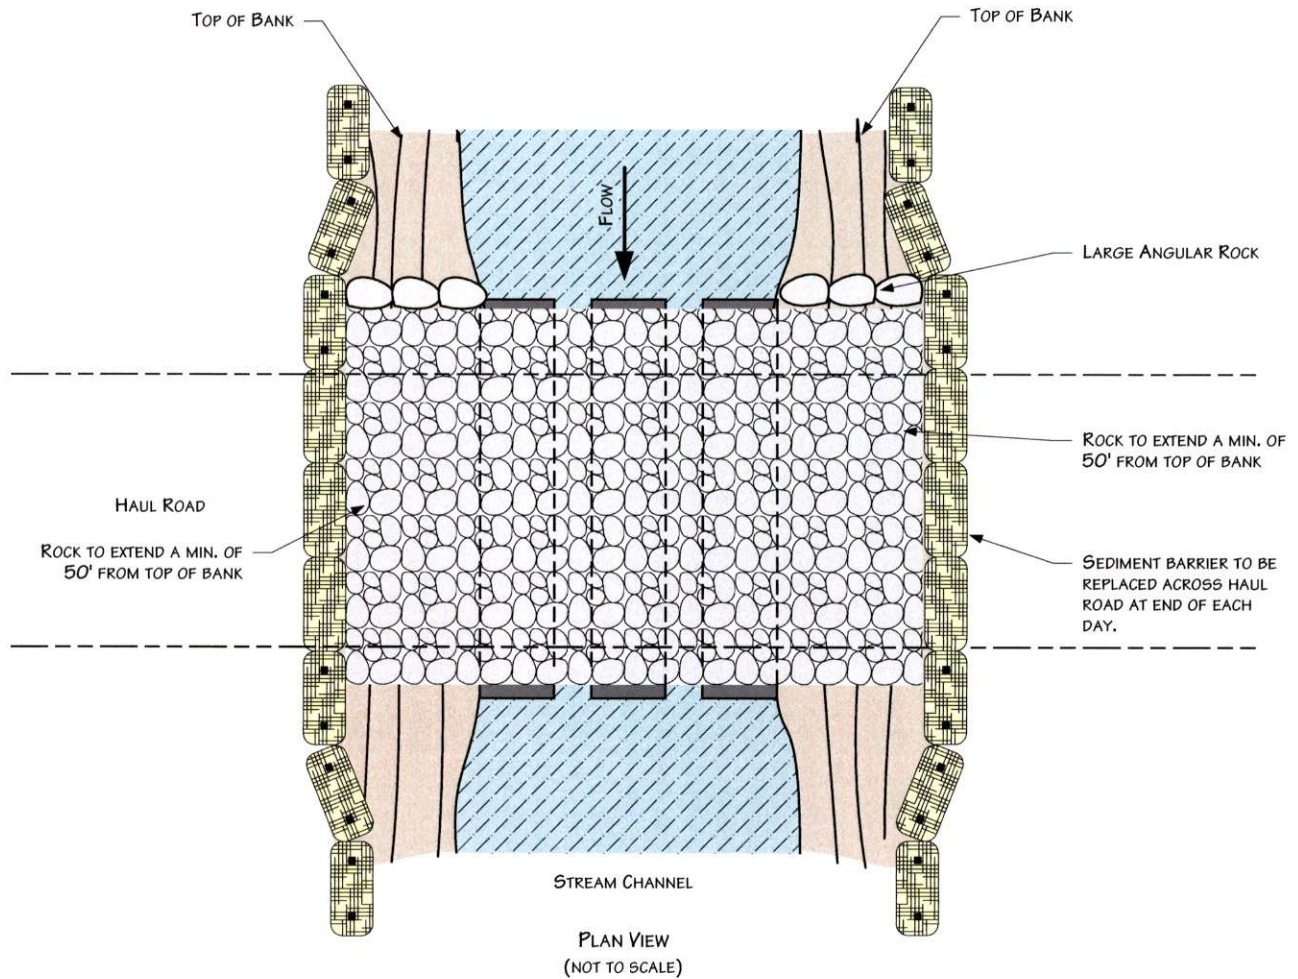 TOP OF BANK
TOP OF BANK
FLOW
LARGE ANGULAR ROCK
ROCK TO EXTEND A MIN. OF
50' FROM TOP OF BANK
HAUL ROAD
ROCK TO EXTEND A MIN. OF
50' FROM TOP OF BANK
SEDIMENT BARRIER TO BE
REPLACED ACROSS HAUL
ROAD AT END OF EACH
DAY.
STREAM CHANNEL
PLAN VIEW
(NOT TO SCALE)